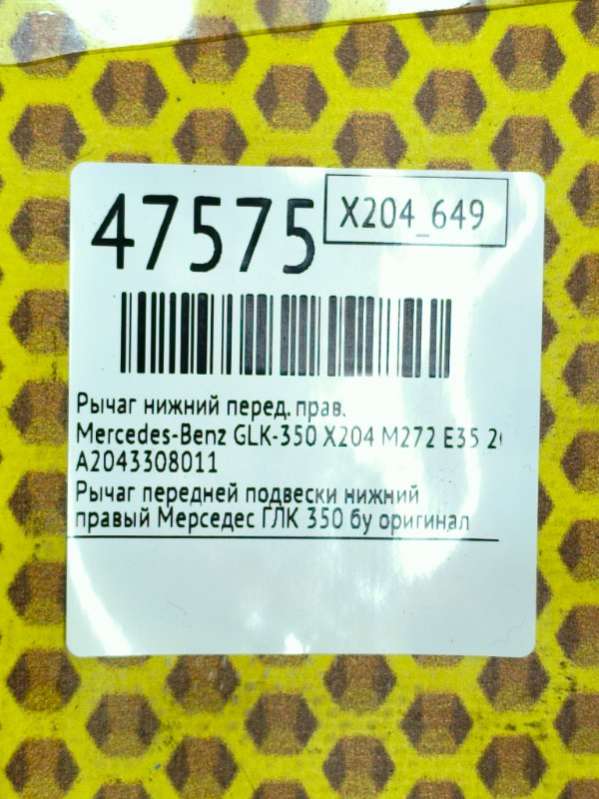 47575
X204_649
Рычаг нижний перед. прав.
Mercedes-Benz GLK-350 X204 M272 E35
A2043308011
Рычаг передней подвески нижний
правый Мерседес ГЛК 350 бу оригинал